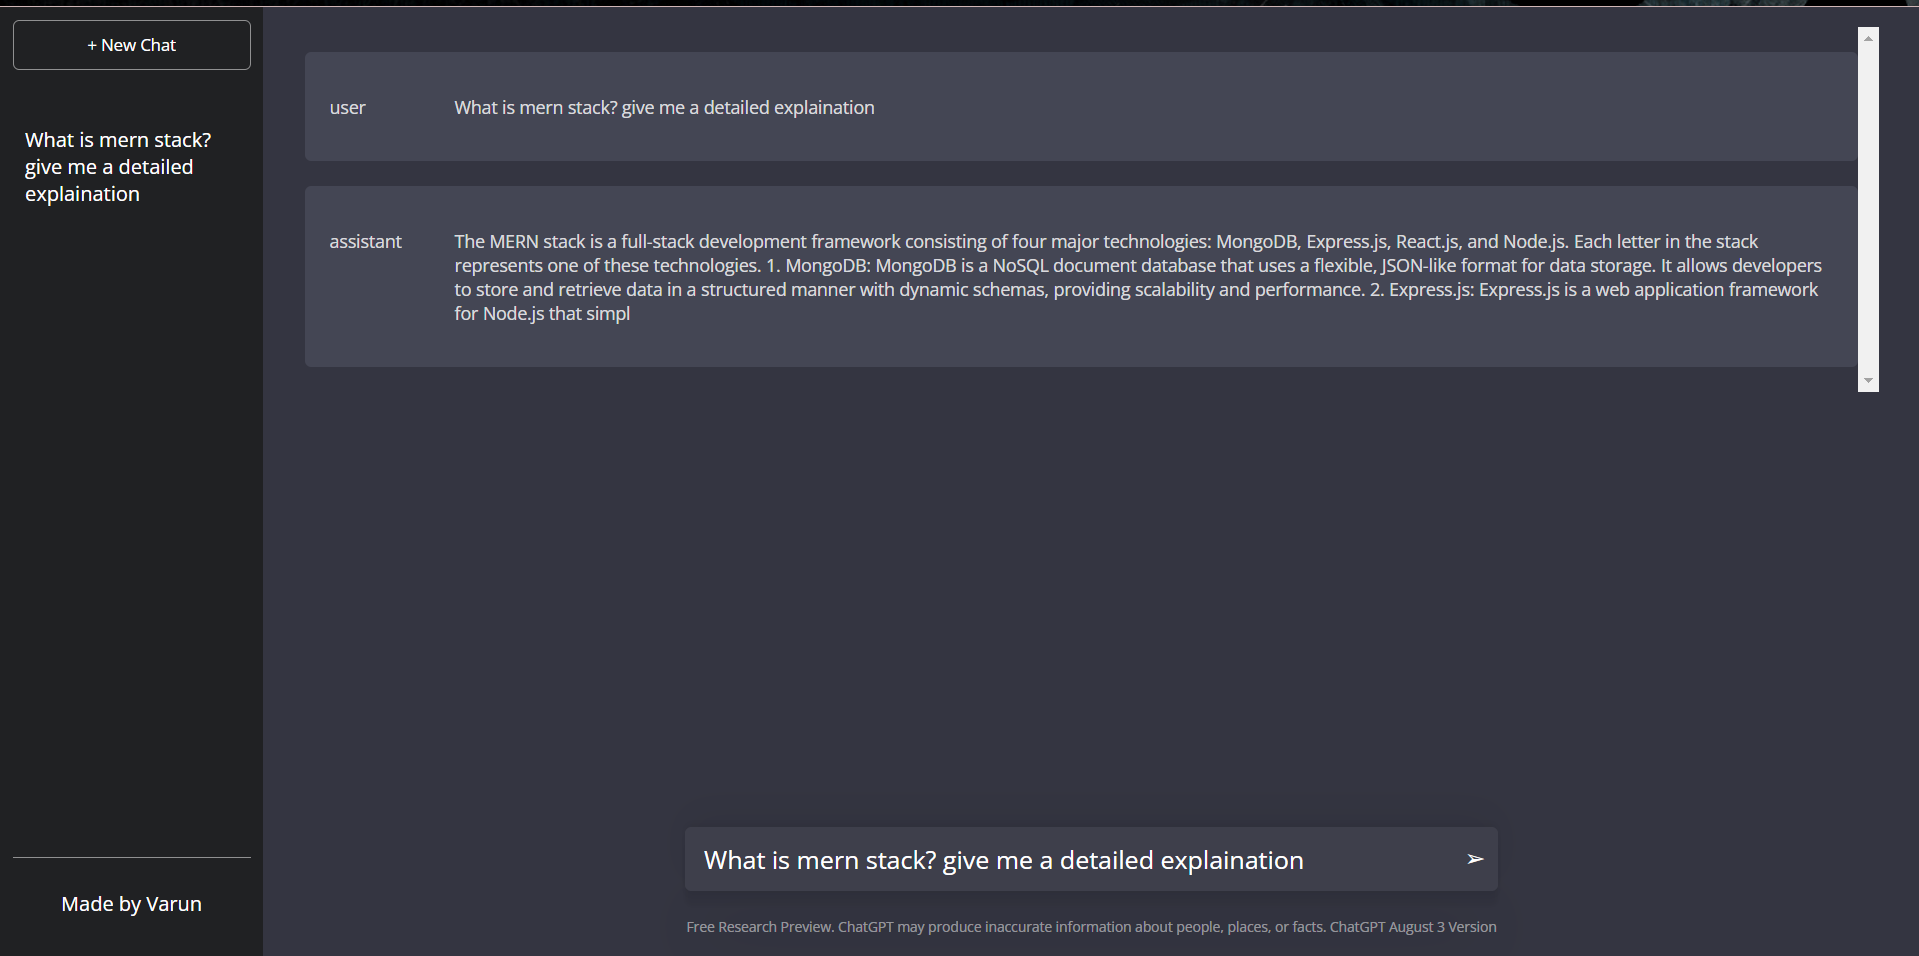 + New Chat
What is mern stack?
give me a detailed
explaination
Made by Varun
user
What is mern stack? give me a detailed explaination
assistant
The MERN stack is a full-stack development framework consisting of four major technologies: MongoDB, Express.js, React.js, and Node.js. Each letter in the stack
represents one of these technologies. 1. MongoDB: MongoDB is a NoSQL document database that uses a flexible, JSON-like format for data storage. It allows developers
to store and retrieve data in a structured manner with dynamic schemas, providing scalability and performance. 2. Express.js: Express.js is a web application framework
for Node.js that simpl
What is mern stack? give me a detailed explaination
Free Research Preview. ChatGPT may produce inaccurate information about people, places, or facts. ChatGPT August 3 Version